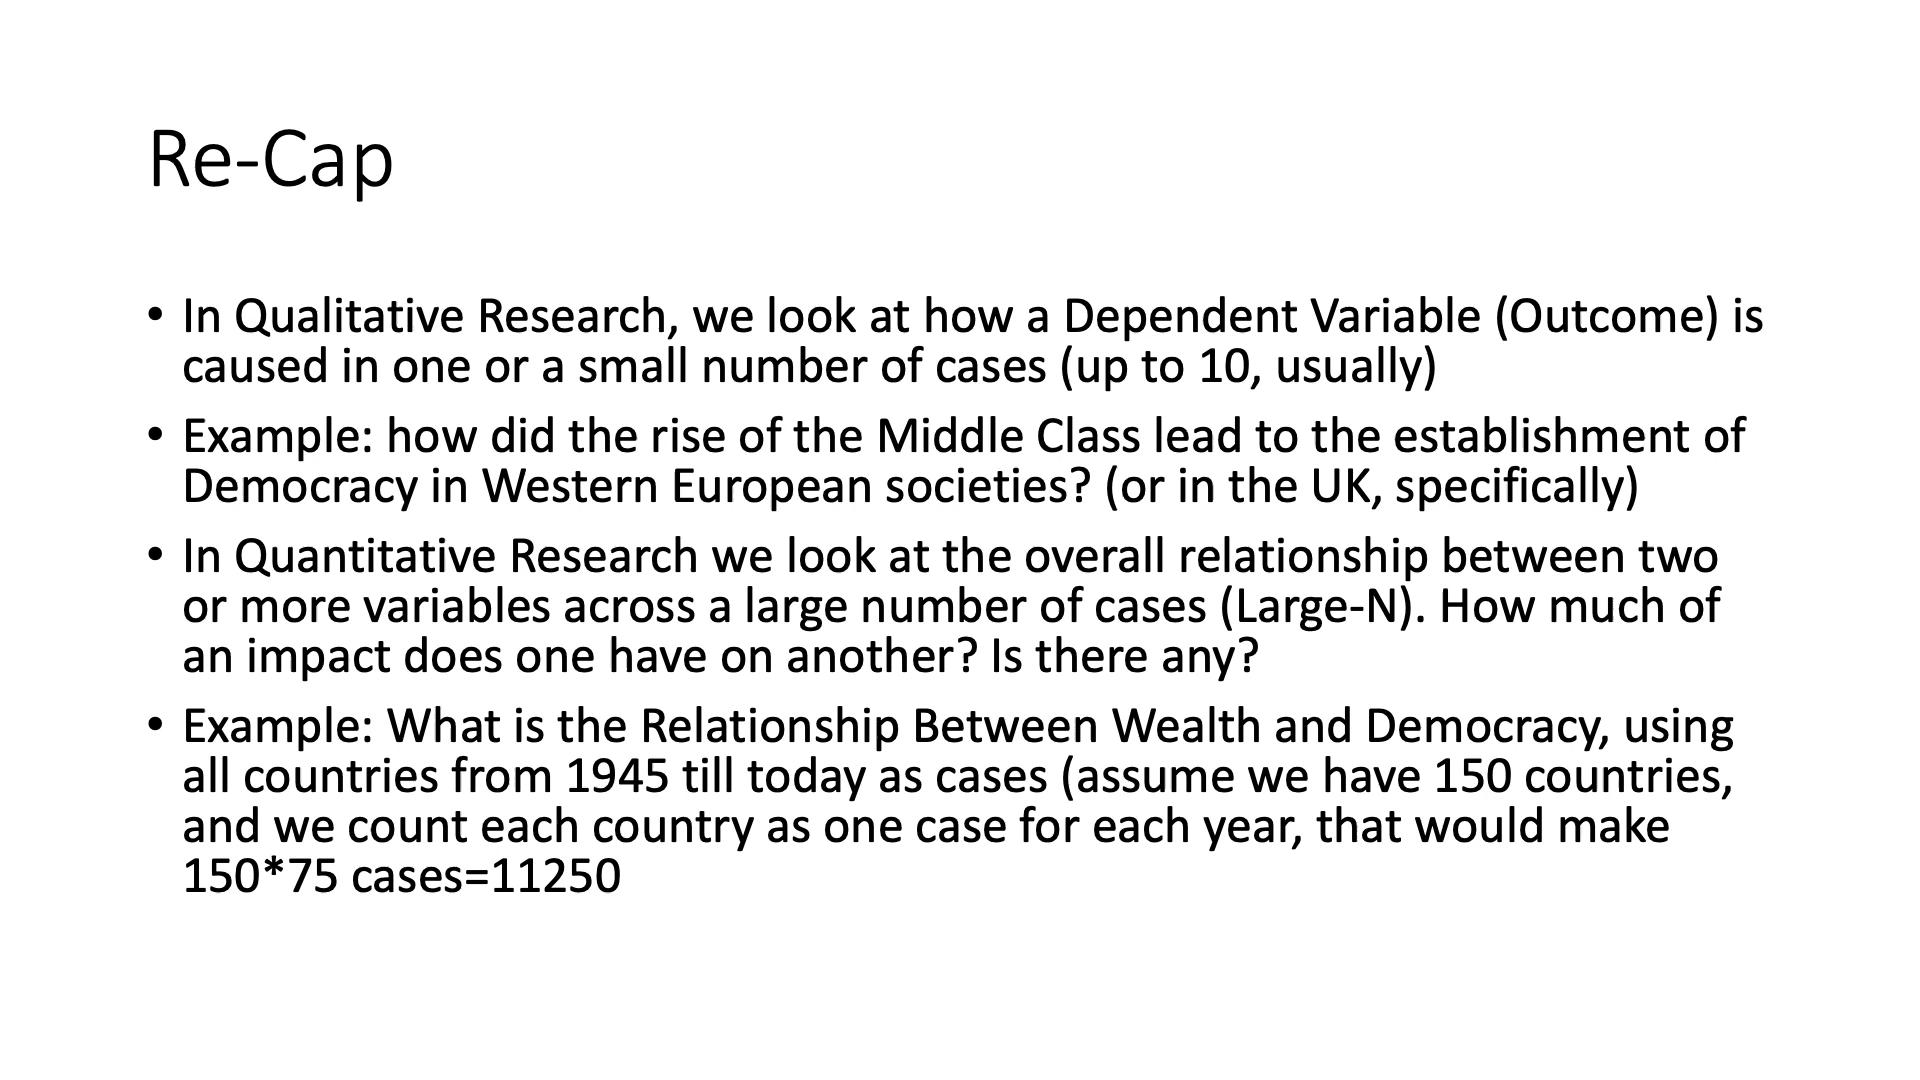 Re-Cap
• In Qualitative Research, we look at how a Dependent Variable (Outcome) is
caused in one or a small number of cases (up to 10, usually)
• Example: how did the rise of the Middle Class lead to the establishment of
Democracy in Western European societies? (or in the UK, specifically)
• In Quantitative Research we look at the overall relationship between two
or more variables across a large number of cases (Large-N). How much of
an impact does one have on another? Is there any?
• Example: What is the Relationship Between Wealth and Democracy, using
all countries from 1945 till today as cases (assume we have 150 countries,
and we count each country as one case for each year, that would make
150*75 cases=11250